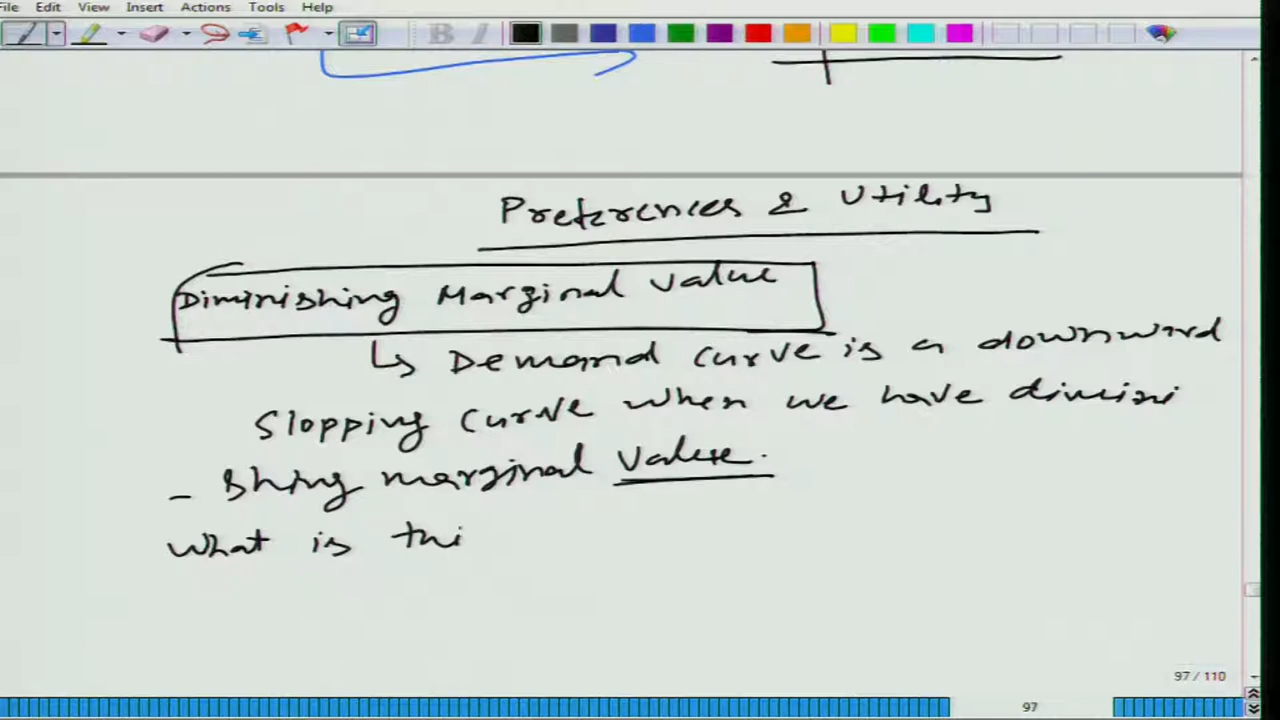 File Edit View Insert Actions Tools Help
B I
Preferences & Utility
Diminishing Marginal Value
↳ Demand curve is a downward
Slopping curve when we have dimini
- shing marginal value.
What is thi
97 / 110
97